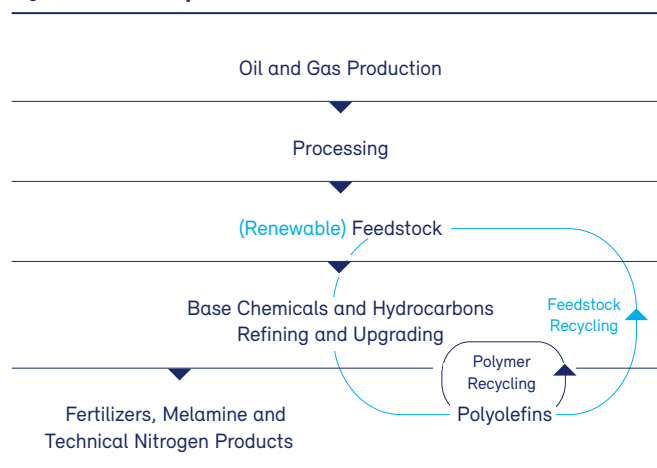 Oil and Gas Production
Processing
(Renewable) Feedstock
Base Chemicals and Hydrocarbons
Refining and Upgrading
Feedstock
Recycling
Polymer
Recycling
Fertilizers, Melamine and
Technical Nitrogen Products
Polyolefins